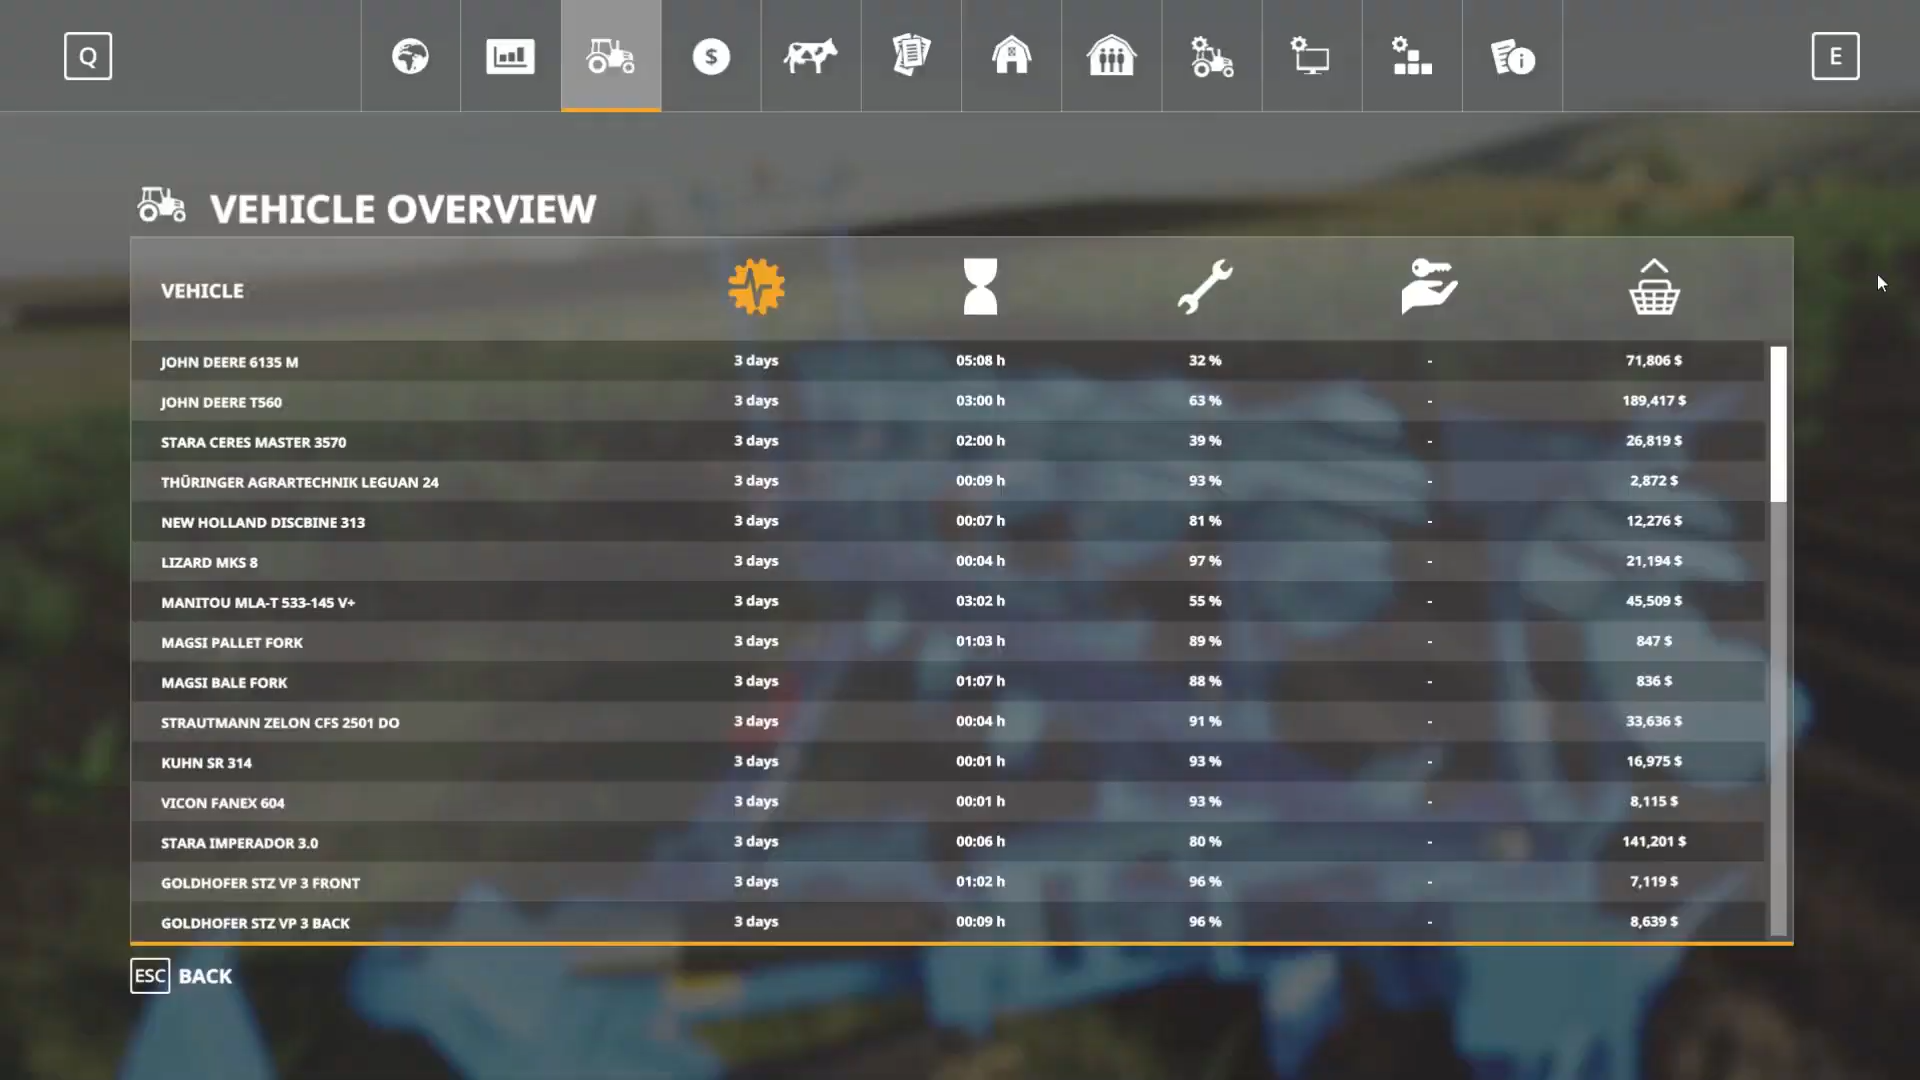 Q
$
E
VEHICLE OVERVIEW
VEHICLE
JOHN DEERE 6135 M 3 days 05:08 h 32 % - 71,806 $
JOHN DEERE T560 3 days 03:00 h 63 % - 189,417 $
STARA CERES MASTER 3570 3 days 02:00 h 39 % - 26,819 $
THÜRINGER AGRARTECHNIK LEGUAN 24 3 days 00:09 h 93 % - 2,872 $
NEW HOLLAND DISCBINE 313 3 days 00:07 h 81 % - 12,276 $
LIZARD MKS 8 3 days 00:04 h 97 % - 21,194 $
MANITOU MLA-T 533-145 V+ 3 days 03:02 h 55 % - 45,509 $
MAGSI PALLET FORK 3 days 01:03 h 89 % - 847 $
MAGSI BALE FORK 3 days 01:07 h 88 % - 836 $
STRAUTMANN ZELON CFS 2501 DO 3 days 00:04 h 91 % - 33,636 $
KUHN SR 314 3 days 00:01 h 93 % - 16,975 $
VICON FANEX 604 3 days 00:01 h 93 % - 8,115 $
STARA IMPERADOR 3.0 3 days 00:06 h 80 % - 141,201 $
GOLDHOFER STZ VP 3 FRONT 3 days 01:02 h 96 % - 7,119 $
GOLDHOFER STZ VP 3 BACK 3 days 00:09 h 96 % - 8,639 $
ESC BACK